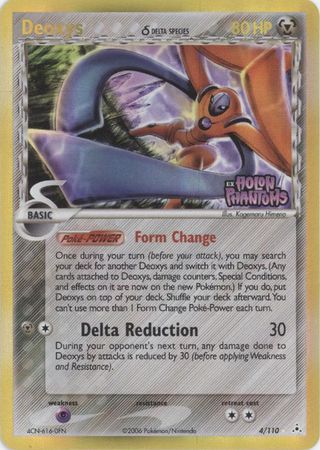 Deoxys
δ DELTA SPECIES
80 HP
EX HOLON PHANTOMS
Illus. Kagemaru Himeno
BASIC
Poké-POWER Form Change
Once during your turn (before your attack), you may search
your deck for another Deoxys and switch it with Deoxys. (Any
cards attached to Deoxys, damage counters, Special Conditions,
and effects on it are now on the new Pokémon.) If you do, put
Deoxys on top of your deck. Shuffle your deck afterward. You
can't use more than 1 Form Change Poké-Power each turn.
Delta Reduction 30
During your opponent's next turn, any damage done to
Deoxys by attacks is reduced by 30 (before applying Weakness
and Resistance).
weakness resistance retreat cost
4CN-616-0FN ©2006 Pokémon/Nintendo 4/110